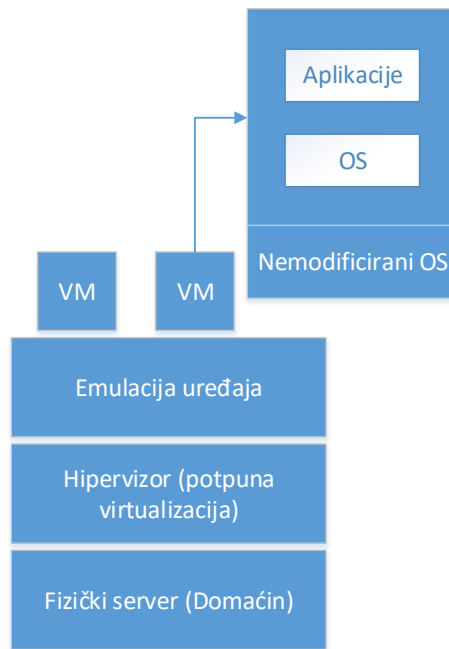 Aplikacije
OS
Nemodificirani OS
VM
VM
Emulacija uređaja
Hipervizor (potpuna
virtualizacija)
Fizički server (Domaćin)